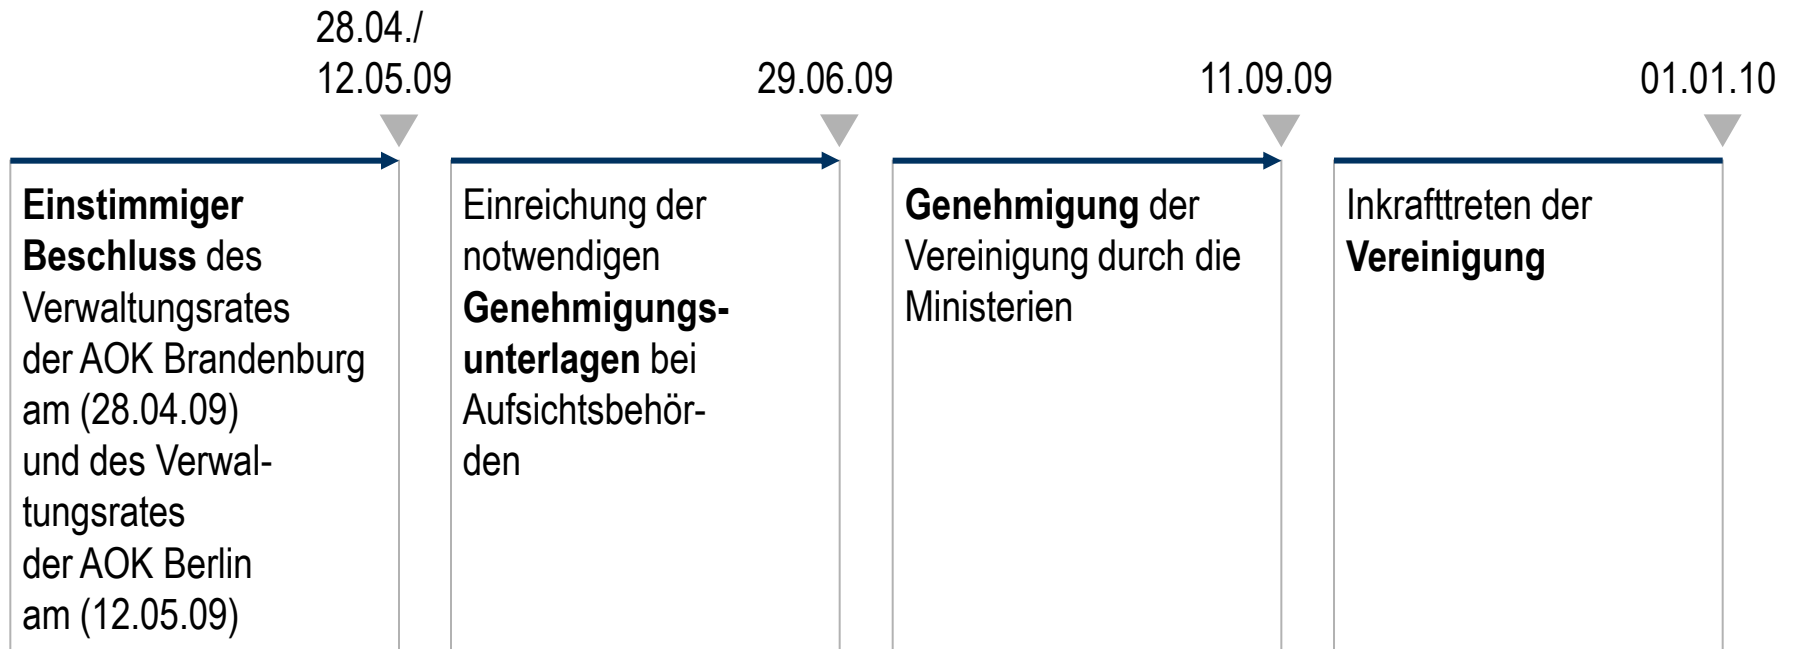 28.04./
12.05.09
29.06.09
11.09.09
01.01.10
Einstimmiger
Beschluss des
Verwaltungsrates
der AOK Brandenburg
am (28.04.09)
und des Verwal-
tungsrates
der AOK Berlin
am (12.05.09)
Einreichung der
notwendigen
Genehmigungs-
unterlagen bei
Aufsichtsbehör-
den
Genehmigung der
Vereinigung durch die
Ministerien
Inkrafttreten der
Vereinigung